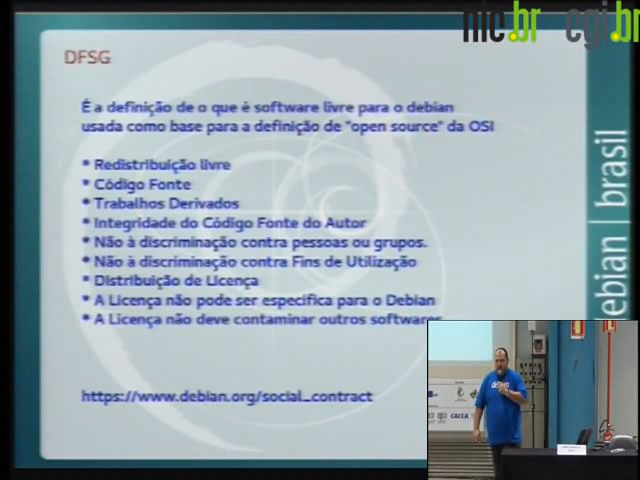 nic.br cgi.br
DFSG
É a definição de o que é software livre para o debian
usada como base para a definição de "open source" da OSI
* Redistribuição livre
* Código Fonte
* Trabalhos Derivados
* Integridade do Código Fonte do Autor
* Não à discriminação contra pessoas ou grupos.
* Não à discriminação contra Fins de Utilização
* Distribuição de Licença
* A Licença não pode ser específica para o Debian
* A Licença não deve contaminar outros softwares
https://www.debian.org/social_contract
debian | brasil
debian
CAIXA